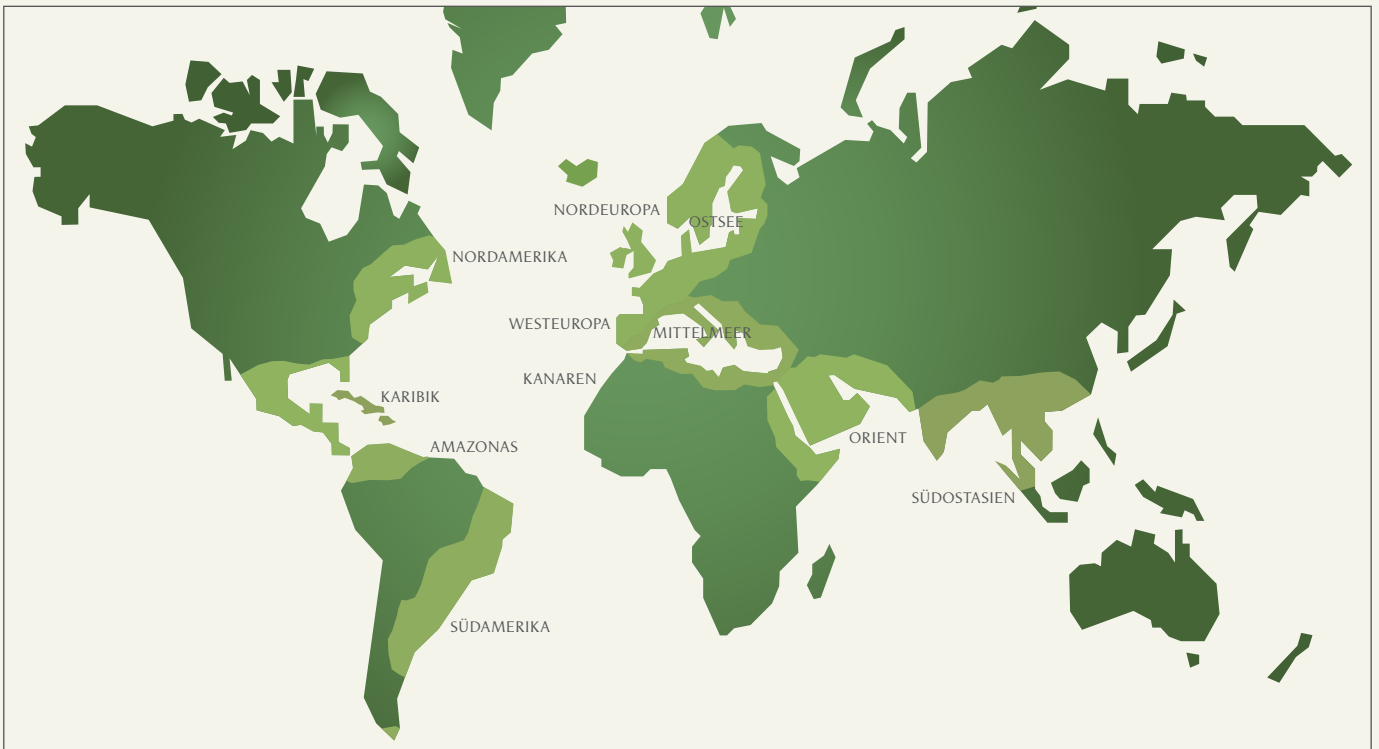 NORDEUROPA
OSTSEE
NORDAMERIKA
WESTEUROPA
MITTELMEER
KANAREN
KARIBIK
ORIENT
AMAZONAS
SÜDOSTASIEN
SÜDAMERIKA